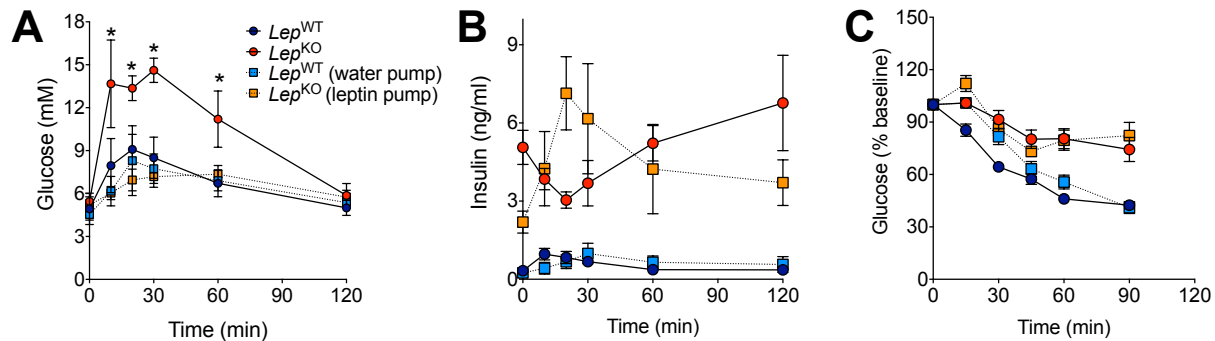 A
Glucose (mM)
18
15
12
9
6
3
0
0
30
60
90
120
Time (min)
*
*
*
*
Lep^WT
Lep^KO
Lep^WT (water pump)
Lep^KO (leptin pump)
B
Insulin (ng/ml)
9
6
3
0
0
30
60
90
120
Time (min)
C
Glucose (% baseline)
150
120
90
60
30
0
0
30
60
90
120
Time (min)